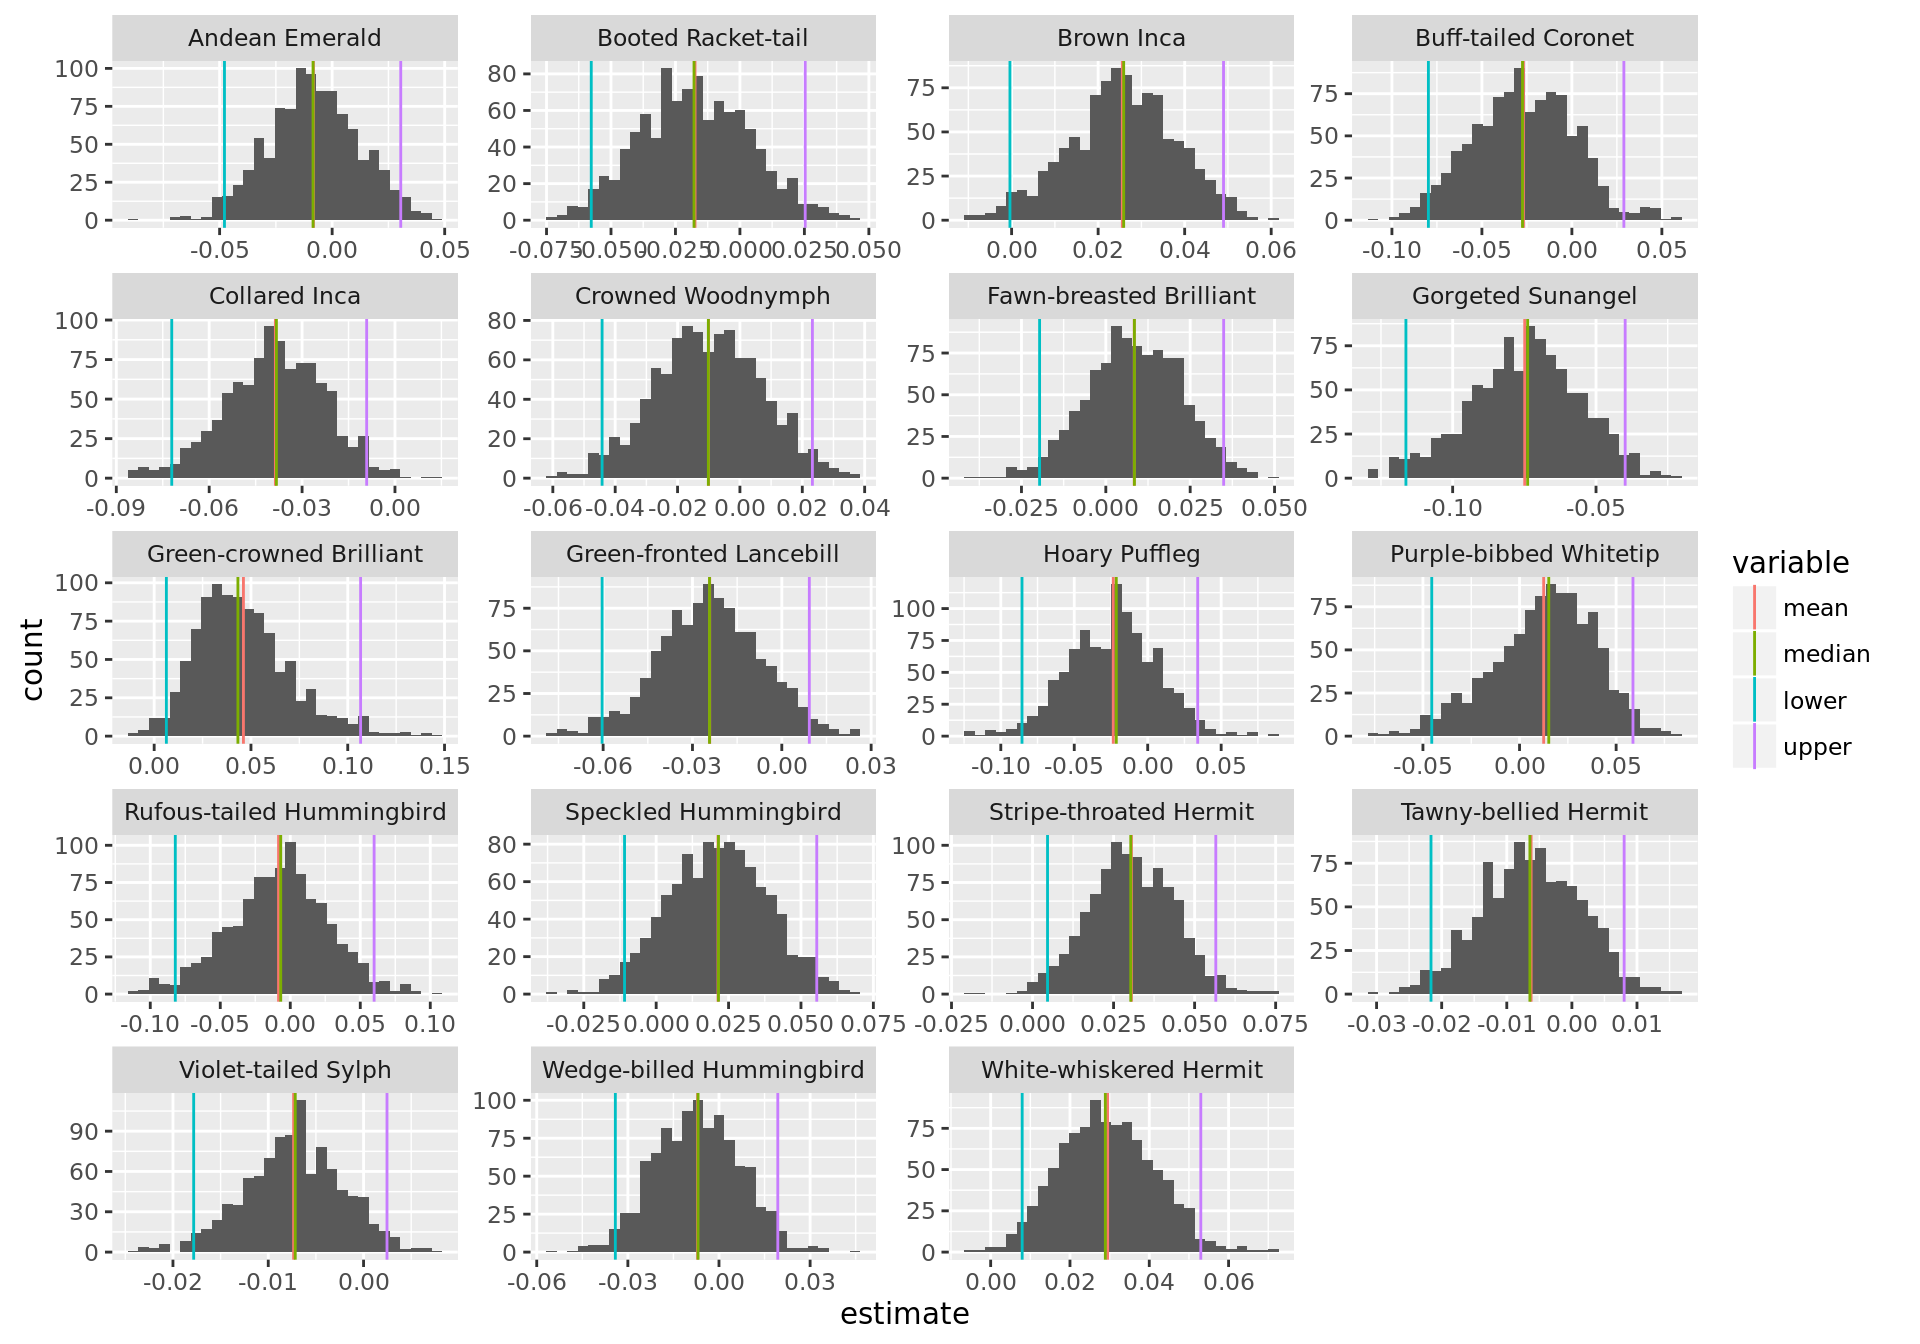 Andean Emerald Booted Racket-tail Brown Inca Buff-tailed Coronet
100 75 50 25 0
80 60 40 20 0
75 50 25 0
75 50 25 0
-0.05 0.00 0.05
-0.075 -0.050 -0.025 0.000 0.025 0.050
0.00 0.02 0.04 0.06
-0.10 -0.05 0.00 0.05
Collared Inca Crowned Woodnymph Fawn-breasted Brilliant Gorgeted Sunangel
100 75 50 25 0
80 60 40 20 0
75 50 25 0
75 50 25 0
-0.09 -0.06 -0.03 0.00
-0.06 -0.04 -0.02 0.00 0.02 0.04
-0.025 0.000 0.025 0.050
-0.10 -0.05
Green-crowned Brilliant Green-fronted Lancebill Hoary Puffleg Purple-bibbed Whitetip
100 75 50 25 0
75 50 25 0
100 75 50 25 0
75 50 25 0
0.00 0.05 0.10 0.15
-0.06 -0.03 0.00 0.03
-0.10 -0.05 0.00 0.05
-0.05 0.00 0.05
Rufous-tailed Hummingbird Speckled Hummingbird Stripe-throated Hermit Tawny-bellied Hermit
100 75 50 25 0
80 60 40 20 0
100 75 50 25 0
75 50 25 0
-0.10 -0.05 0.00 0.05 0.10
-0.025 0.000 0.025 0.050 0.075
-0.025 0.000 0.025 0.050 0.075
-0.03 -0.02 -0.01 0.00 0.01
Violet-tailed Sylph Wedge-billed Hummingbird White-whiskered Hermit
90 60 30 0
100 75 50 25 0
75 50 25 0
-0.02 -0.01 0.00
-0.06 -0.03 0.00 0.03
0.00 0.02 0.04 0.06
estimate
count
variable
mean
median
lower
upper